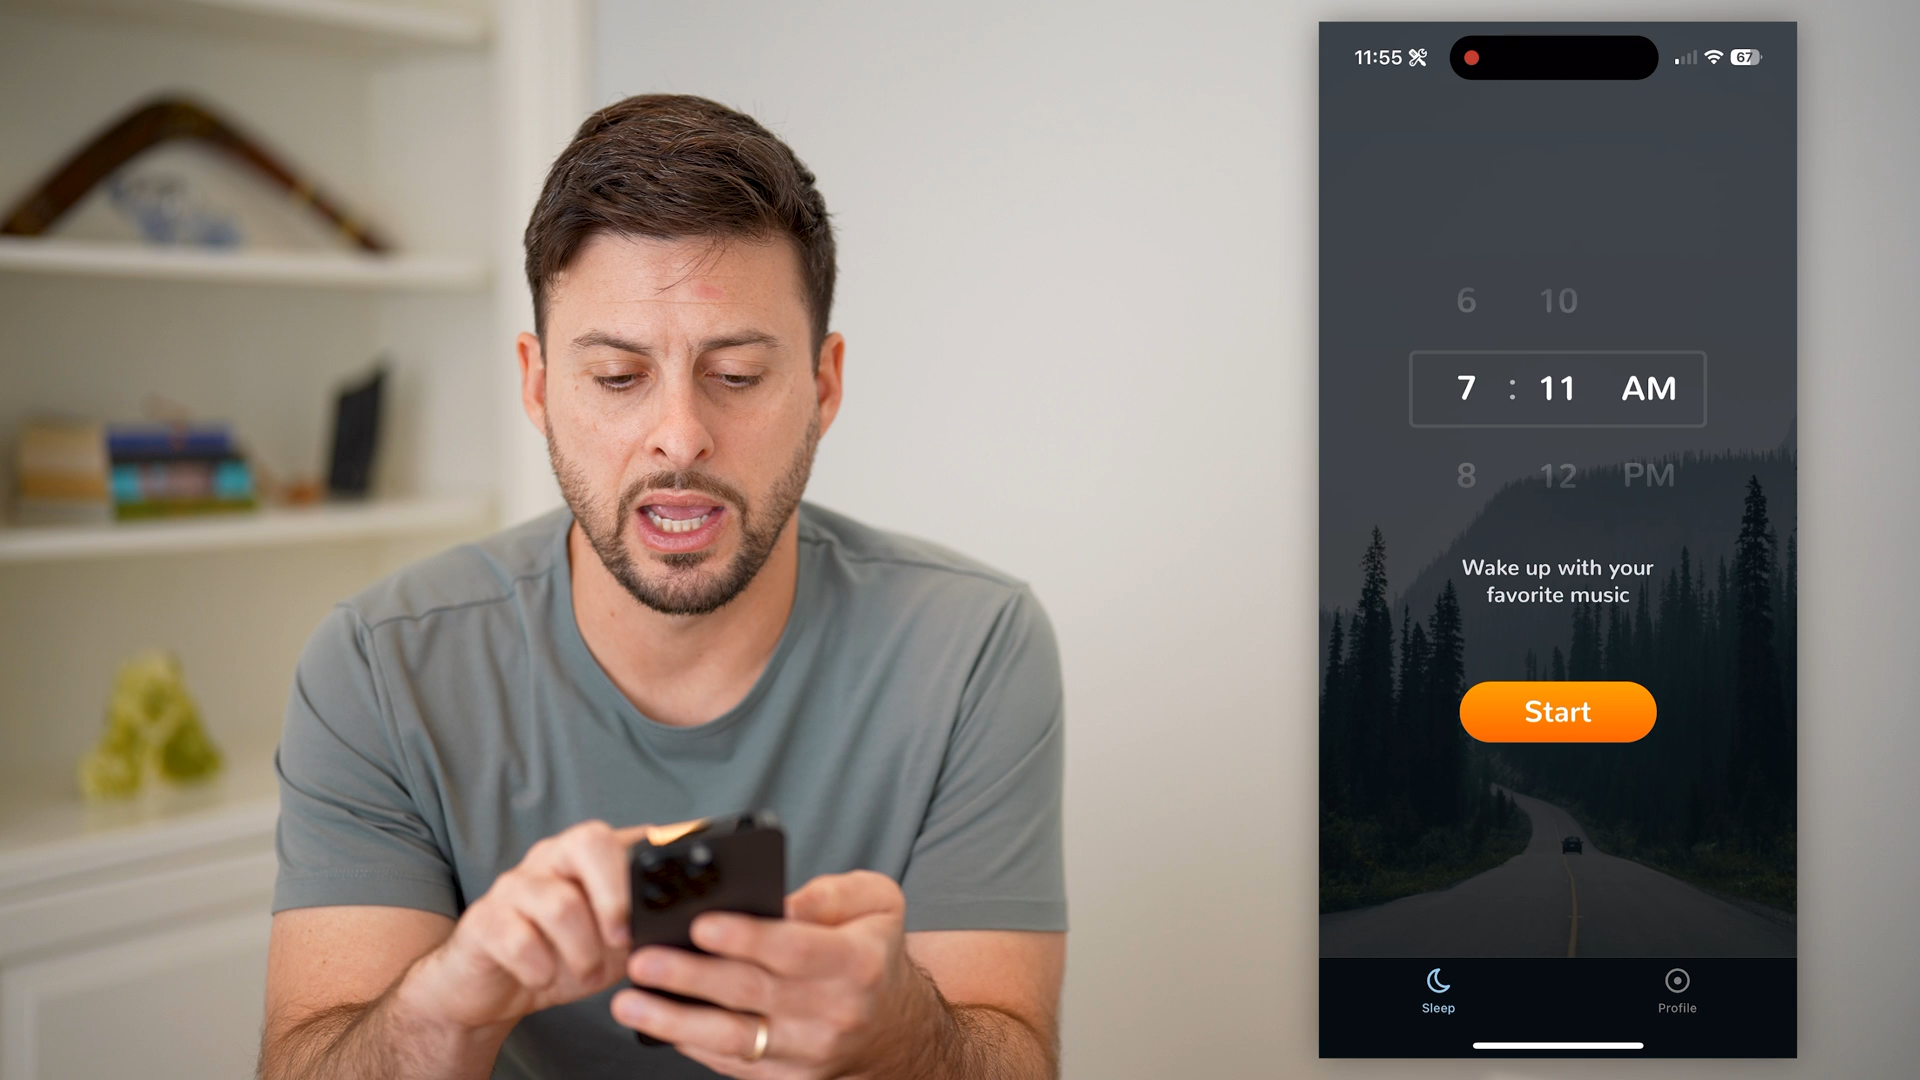 11:55
67
6 10
7 : 11 AM
8 12 PM
Wake up with your
favorite music
Start
Sleep
Profile